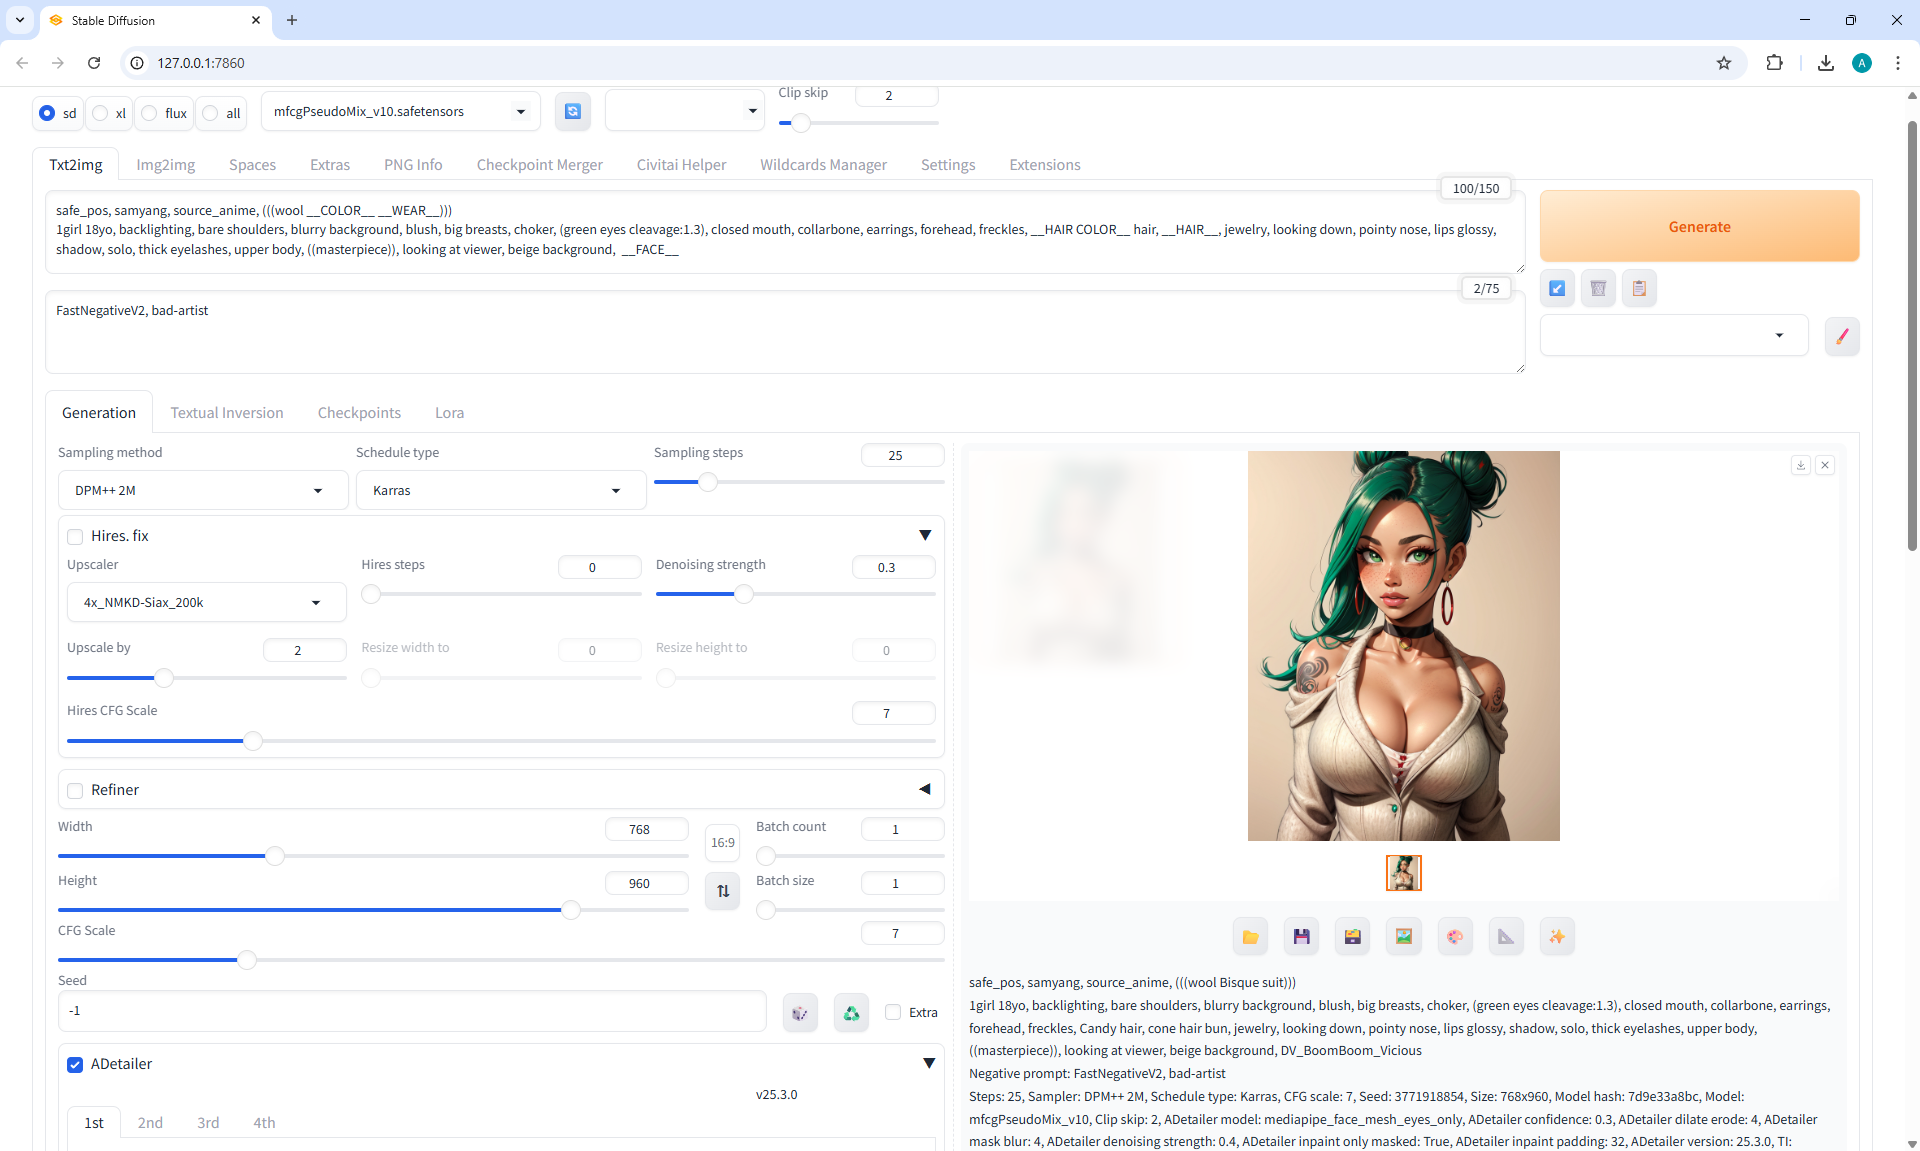 Stable Diffusion
127.0.0.1:7860
sd xl flux all mfcgPseudoMix_v10.safetensors Clip skip 2
Txt2img Img2img Spaces Extras PNG Info Checkpoint Merger Civitai Helper Wildcards Manager Settings Extensions
100/150
safe_pos, samyang, source_anime, (((wool __COLOR__ __WEAR__)))
1girl 18yo, backlighting, bare shoulders, blurry background, blush, big breasts, choker, (green eyes cleavage:1.3), closed mouth, collarbone, earrings, forehead, freckles, __HAIR COLOR__ hair, __HAIR__, jewelry, looking down, pointy nose, lips glossy,
shadow, solo, thick eyelashes, upper body, ((masterpiece)), looking at viewer, beige background, __FACE__
Generate
2/75
FastNegativeV2, bad-artist
Generation Textual Inversion Checkpoints Lora
Sampling method Schedule type Sampling steps 25
DPM++ 2M Karras
Hires. fix
Upscaler Hires steps 0 Denoising strength 0.3
4x_NMKD-Siax_200k
Upscale by 2 Resize width to 0 Resize height to 0
Hires CFG Scale 7
Refiner
Width 768 16:9 Batch count 1
Height 960 Batch size 1
CFG Scale 7
Seed
-1
Extra
ADetailer
v25.3.0
1st 2nd 3rd 4th
safe_pos, samyang, source_anime, (((wool Bisque suit)))
1girl 18yo, backlighting, bare shoulders, blurry background, blush, big breasts, choker, (green eyes cleavage:1.3), closed mouth, collarbone, earrings,
forehead, freckles, Candy hair, cone hair bun, jewelry, looking down, pointy nose, lips glossy, shadow, solo, thick eyelashes, upper body,
((masterpiece)), looking at viewer, beige background, DV_BoomBoom_Vicious
Negative prompt: FastNegativeV2, bad-artist
Steps: 25, Sampler: DPM++ 2M, Schedule type: Karras, CFG scale: 7, Seed: 3771918854, Size: 768x960, Model hash: 7d9e33a8bc, Model:
mfcgPseudoMix_v10, Clip skip: 2, ADetailer model: mediapipe_face_mesh_eyes_only, ADetailer confidence: 0.3, ADetailer dilate erode: 4, ADetailer
mask blur: 4, ADetailer denoising strength: 0.4, ADetailer inpaint only masked: True, ADetailer inpaint padding: 32, ADetailer version: 25.3.0, TI: